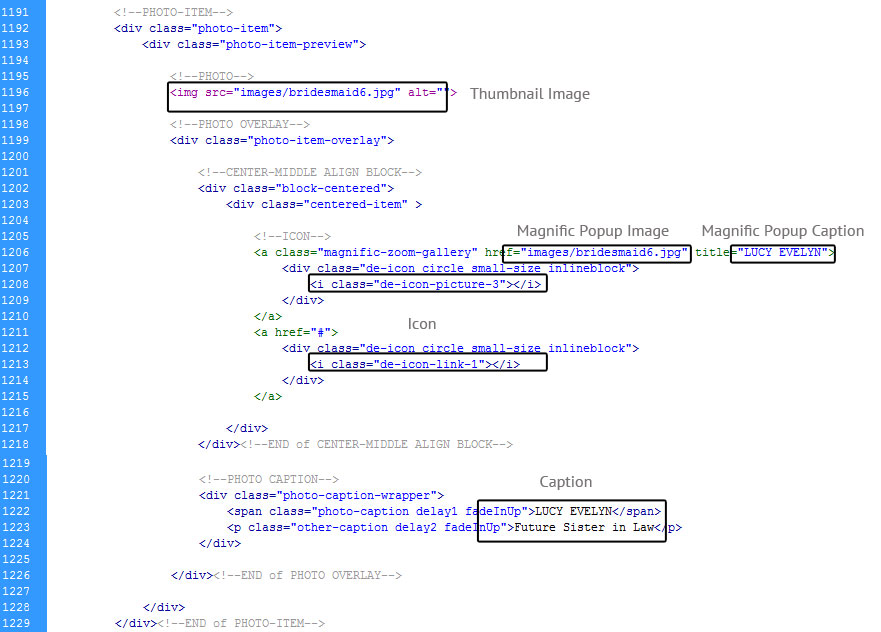 1191 <!--PHOTO-ITEM-->
1192 <div class="photo-item">
1193 <div class="photo-item-preview">
1194
1195 <!--PHOTO-->
1196 <img src="images/bridesmaid6.jpg" alt=""> Thumbnail Image
1197
1198 <!--PHOTO OVERLAY-->
1199 <div class="photo-item-overlay">
1200
1201 <!--CENTER-MIDDLE ALIGN BLOCK-->
1202 <div class="block-centered">
1203 <div class="centered-item" >
1204
1205 <!--ICON-->
Magnific Popup Image Magnific Popup Caption
1206 <a class="magnific-zoom-gallery" href="images/bridesmaid6.jpg" title="LUCY EVELYN">
1207 <div class="de-icon circle small-size inlineblock">
1208 <i class="de-icon-picture-3"></i>
1209 </div>
1210 </a>
Icon
1211 <a href="#">
1212 <div class="de-icon circle small-size inlineblock">
1213 <i class="de-icon-link-1"></i>
1214 </div>
1215 </a>
1216
1217 </div>
1218 </div><!--END of CENTER-MIDDLE ALIGN BLOCK-->
1219
1220 <!--PHOTO CAPTION-->
Caption
1221 <div class="photo-caption-wrapper">
1222 <span class="photo-caption delay1 fadeInUp">LUCY EVELYN</span>
1223 <p class="other-caption delay2 fadeInUp">Future Sister in Law</p>
1224 </div>
1225
1226 </div><!--END of PHOTO OVERLAY-->
1227
1228 </div>
1229 </div><!--END of PHOTO-ITEM-->